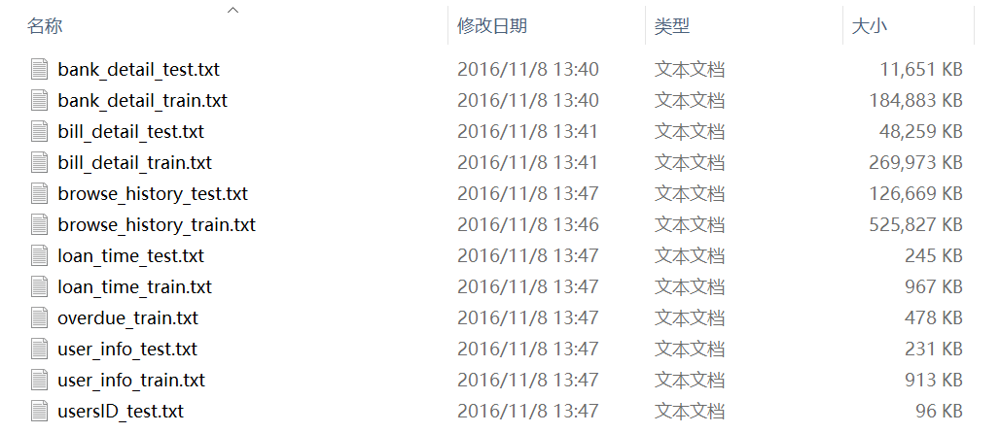 名称 修改日期 类型 大小
bank_detail_test.txt 2016/11/8 13:40 文本文档 11,651 KB
bank_detail_train.txt 2016/11/8 13:40 文本文档 184,883 KB
bill_detail_test.txt 2016/11/8 13:41 文本文档 48,259 KB
bill_detail_train.txt 2016/11/8 13:41 文本文档 269,973 KB
browse_history_test.txt 2016/11/8 13:47 文本文档 126,669 KB
browse_history_train.txt 2016/11/8 13:46 文本文档 525,827 KB
loan_time_test.txt 2016/11/8 13:47 文本文档 245 KB
loan_time_train.txt 2016/11/8 13:47 文本文档 967 KB
overdue_train.txt 2016/11/8 13:47 文本文档 478 KB
user_info_test.txt 2016/11/8 13:47 文本文档 231 KB
user_info_train.txt 2016/11/8 13:47 文本文档 913 KB
usersID_test.txt 2016/11/8 13:47 文本文档 96 KB